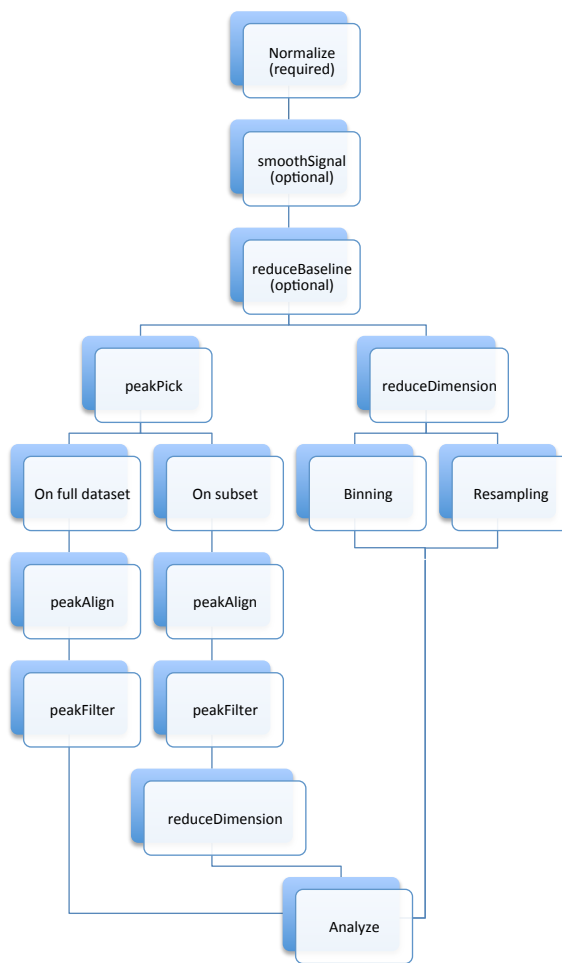 Normalize
(required)
smoothSignal
(optional)
reduceBaseline
(optional)
peakPick
reduceDimension
On full dataset
On subset
Binning
Resampling
peakAlign
peakAlign
peakFilter
peakFilter
reduceDimension
Analyze